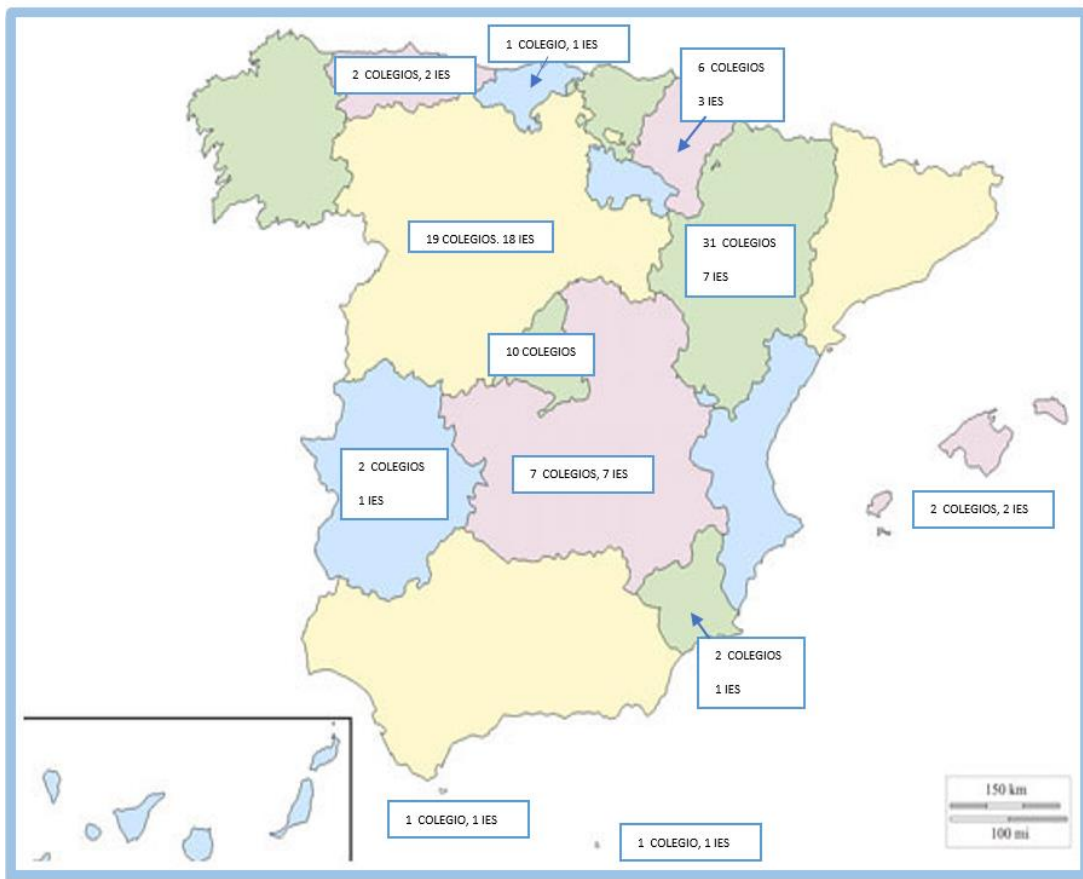 1 COLEGIO, 1 IES
2 COLEGIOS, 2 IES
6 COLEGIOS
3 IES
19 COLEGIOS. 18 IES
31 COLEGIOS
7 IES
10 COLEGIOS
2 COLEGIOS
1 IES
7 COLEGIOS, 7 IES
2 COLEGIOS, 2 IES
2 COLEGIOS
1 IES
150 km
100 mi
1 COLEGIO, 1 IES
1 COLEGIO, 1 IES